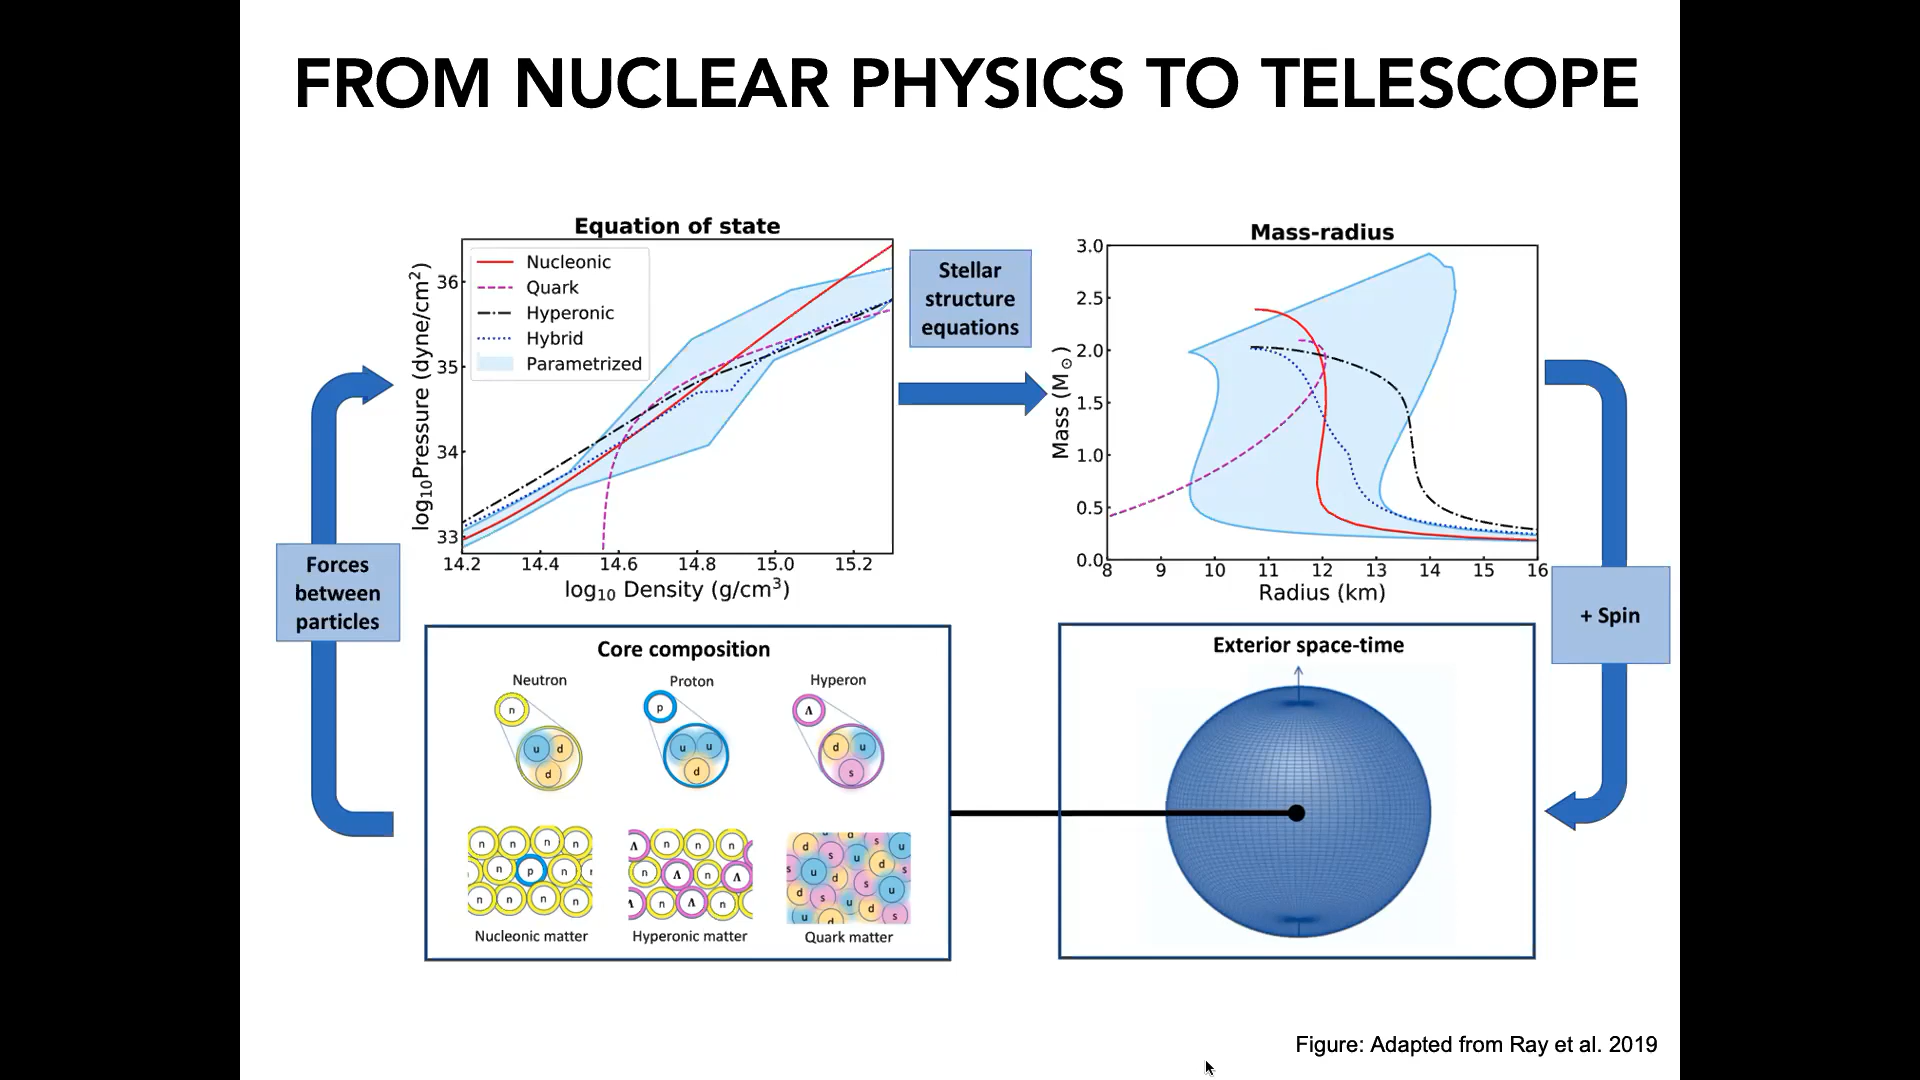 FROM NUCLEAR PHYSICS TO TELESCOPE
Equation of state
log₁₀Pressure (dyne/cm²)
36
35
34
33
Nucleonic
Quark
Hyperonic
Hybrid
Parametrized
14.2 14.4 14.6 14.8 15.0 15.2
log₁₀ Density (g/cm³)
Stellar
structure
equations
Mass-radius
Mass (M☉)
3.0
2.5
2.0
1.5
1.0
0.5
0.0
8 9 10 11 12 13 14 15 16
Radius (km)
Forces
between
particles
+ Spin
Core composition
Neutron Proton Hyperon
n p Λ
u d u u d u
d d s
n n n n
n p n n
n n n n
Nucleonic matter
Λ n n n
n Λ n Λ
Λ n Λ n
Hyperonic matter
u d s u
d s u d
s u d s u
d s u d s
u d s
Quark matter
Exterior space-time
Figure: Adapted from Ray et al. 2019